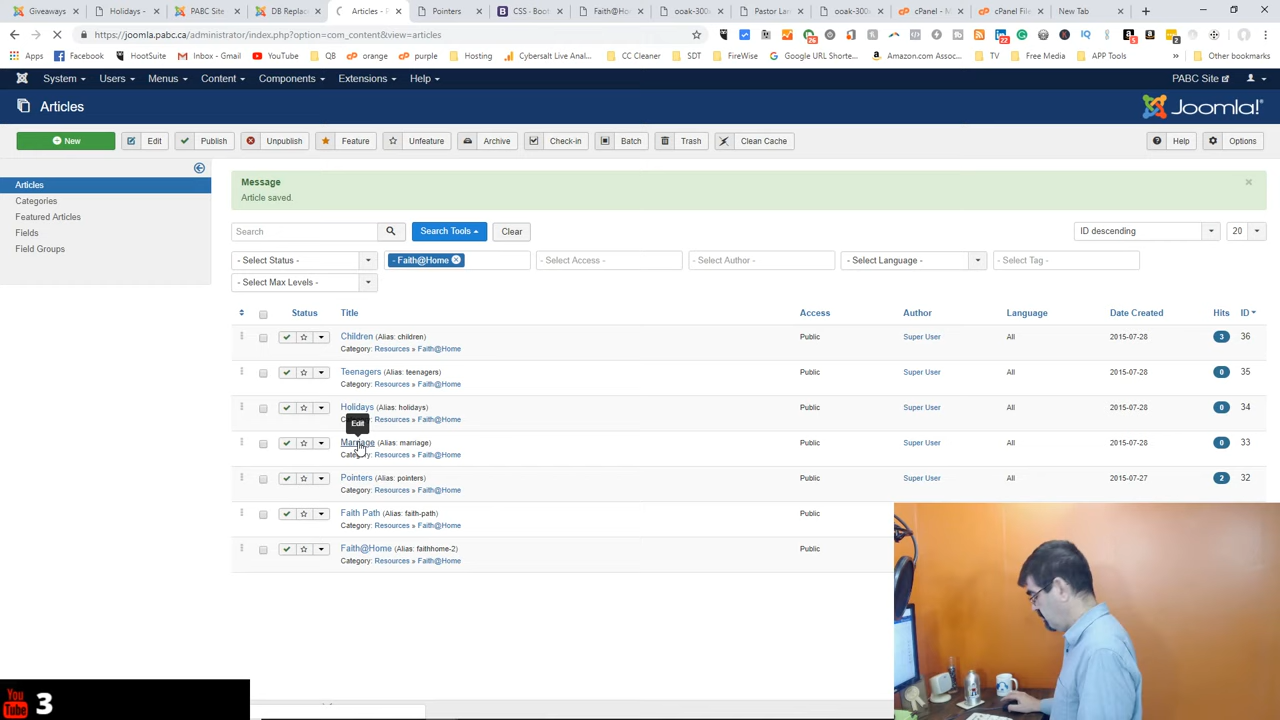 Giveaways
Holidays -
PABC Site
DB Replac
Articles - P
Pointers
CSS · Boot
Faith@Ho
ooak-300x
Pastor Lan
ooak-300x
cPanel - M
cPanel File
New Tab
https://joomla.pabc.ca/administrator/index.php?option=com_content&view=articles
Apps
Facebook
HootSuite
Inbox - Gmail
YouTube
QB
orange
purple
Hosting
Cybersalt Live Anal...
CC Cleaner
SDT
FireWise
Google URL Shorte...
Amazon.com Assoc...
TV
Free Media
APP Tools
»
Other bookmarks
System
Users
Menus
Content
Components
Extensions
Help
PABC Site
Articles
Joomla!
New
Edit
Publish
Unpublish
Feature
Unfeature
Archive
Check-in
Batch
Trash
Clean Cache
Help
Options
Articles
Categories
Featured Articles
Fields
Field Groups
Message
Article saved.
×
Search
Search Tools
Clear
ID descending
20
- Select Status -
- Faith@Home
- Select Access -
- Select Author -
- Select Language -
- Select Tag -
- Select Max Levels -
Status Title Access Author Language Date Created Hits ID
Children (Alias: children) Public Super User All 2015-07-28 3 36
Category: Resources » Faith@Home
Teenagers (Alias: teenagers) Public Super User All 2015-07-28 0 35
Category: Resources » Faith@Home
Holidays (Alias: holidays) Public Super User All 2015-07-28 0 34
Category: Resources » Faith@Home
Edit
Marriage (Alias: marriage) Public Super User All 2015-07-28 0 33
Category: Resources » Faith@Home
Pointers (Alias: pointers) Public Super User All 2015-07-27 2 32
Category: Resources » Faith@Home
Faith Path (Alias: faith-path) Public
Category: Resources » Faith@Home
Faith@Home (Alias: faithhome-2) Public
Category: Resources » Faith@Home
You
Tube
3